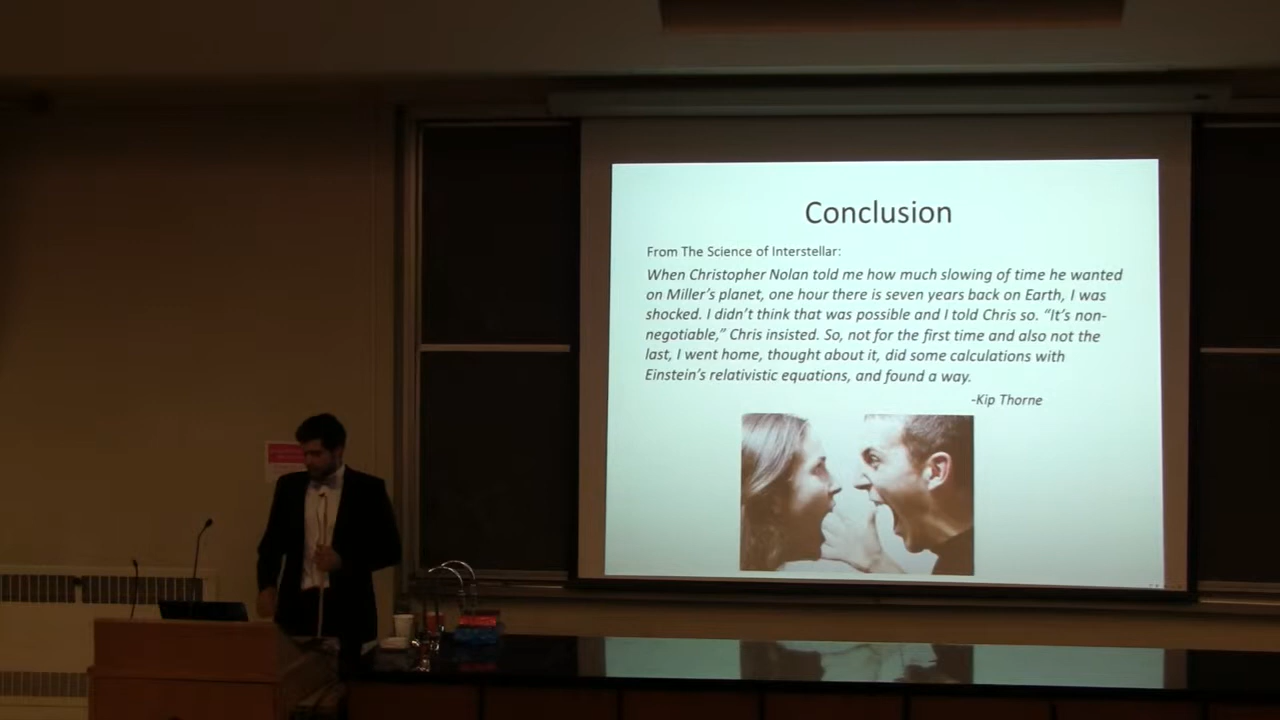 Conclusion
From The Science of Interstellar:
When Christopher Nolan told me how much slowing of time he wanted
on Miller's planet, one hour there is seven years back on Earth, I was
shocked. I didn't think that was possible and I told Chris so. "It's non-
negotiable," Chris insisted. So, not for the first time and also not the
last, I went home, thought about it, did some calculations with
Einstein's relativistic equations, and found a way.
-Kip Thorne